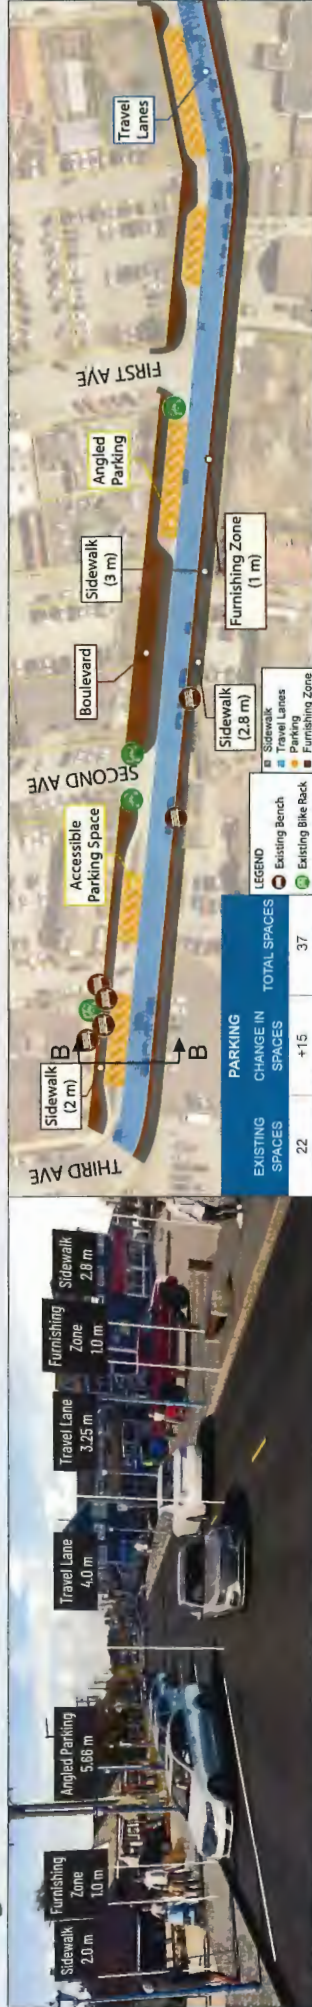 Sidewalk
2.0 m
Furnishing
Zone
1.0 m
Angled Parking
5.66 m
Travel Lane
4.0 m
Travel Lane
3.25 m
Furnishing
Zone
1.0 m
Sidewalk
2.8 m
THIRD AVE
Sidewalk
(2 m)
B
B
Accessible
Parking Space
SECOND AVE
Boulevard
Sidewalk
(3 m)
Angled
Parking
FIRST AVE
Travel
Lanes
Sidewalk
(2.8 m)
Furnishing Zone
(1 m)
PARKING
EXISTING
SPACES
CHANGE IN
SPACES
TOTAL SPACES
22
+15
37
LEGEND
Existing Bench
Existing Bike Rack
Sidewalk
Travel Lanes
Parking
Furnishing Zone